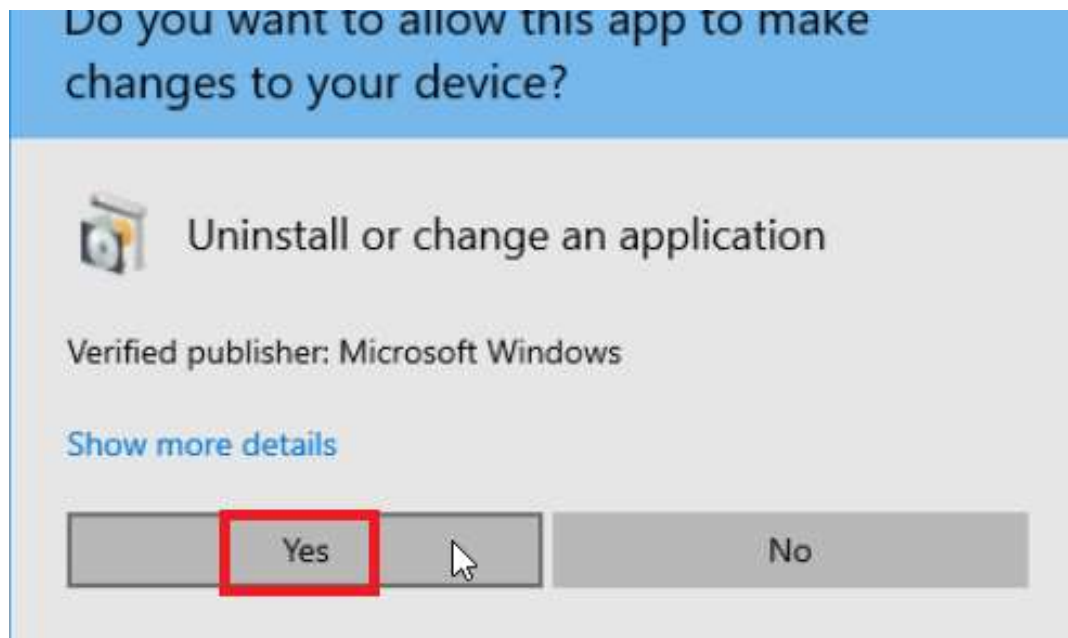 Do you want to allow this app to make
changes to your device?
Uninstall or change an application
Verified publisher: Microsoft Windows
Show more details
Yes
No